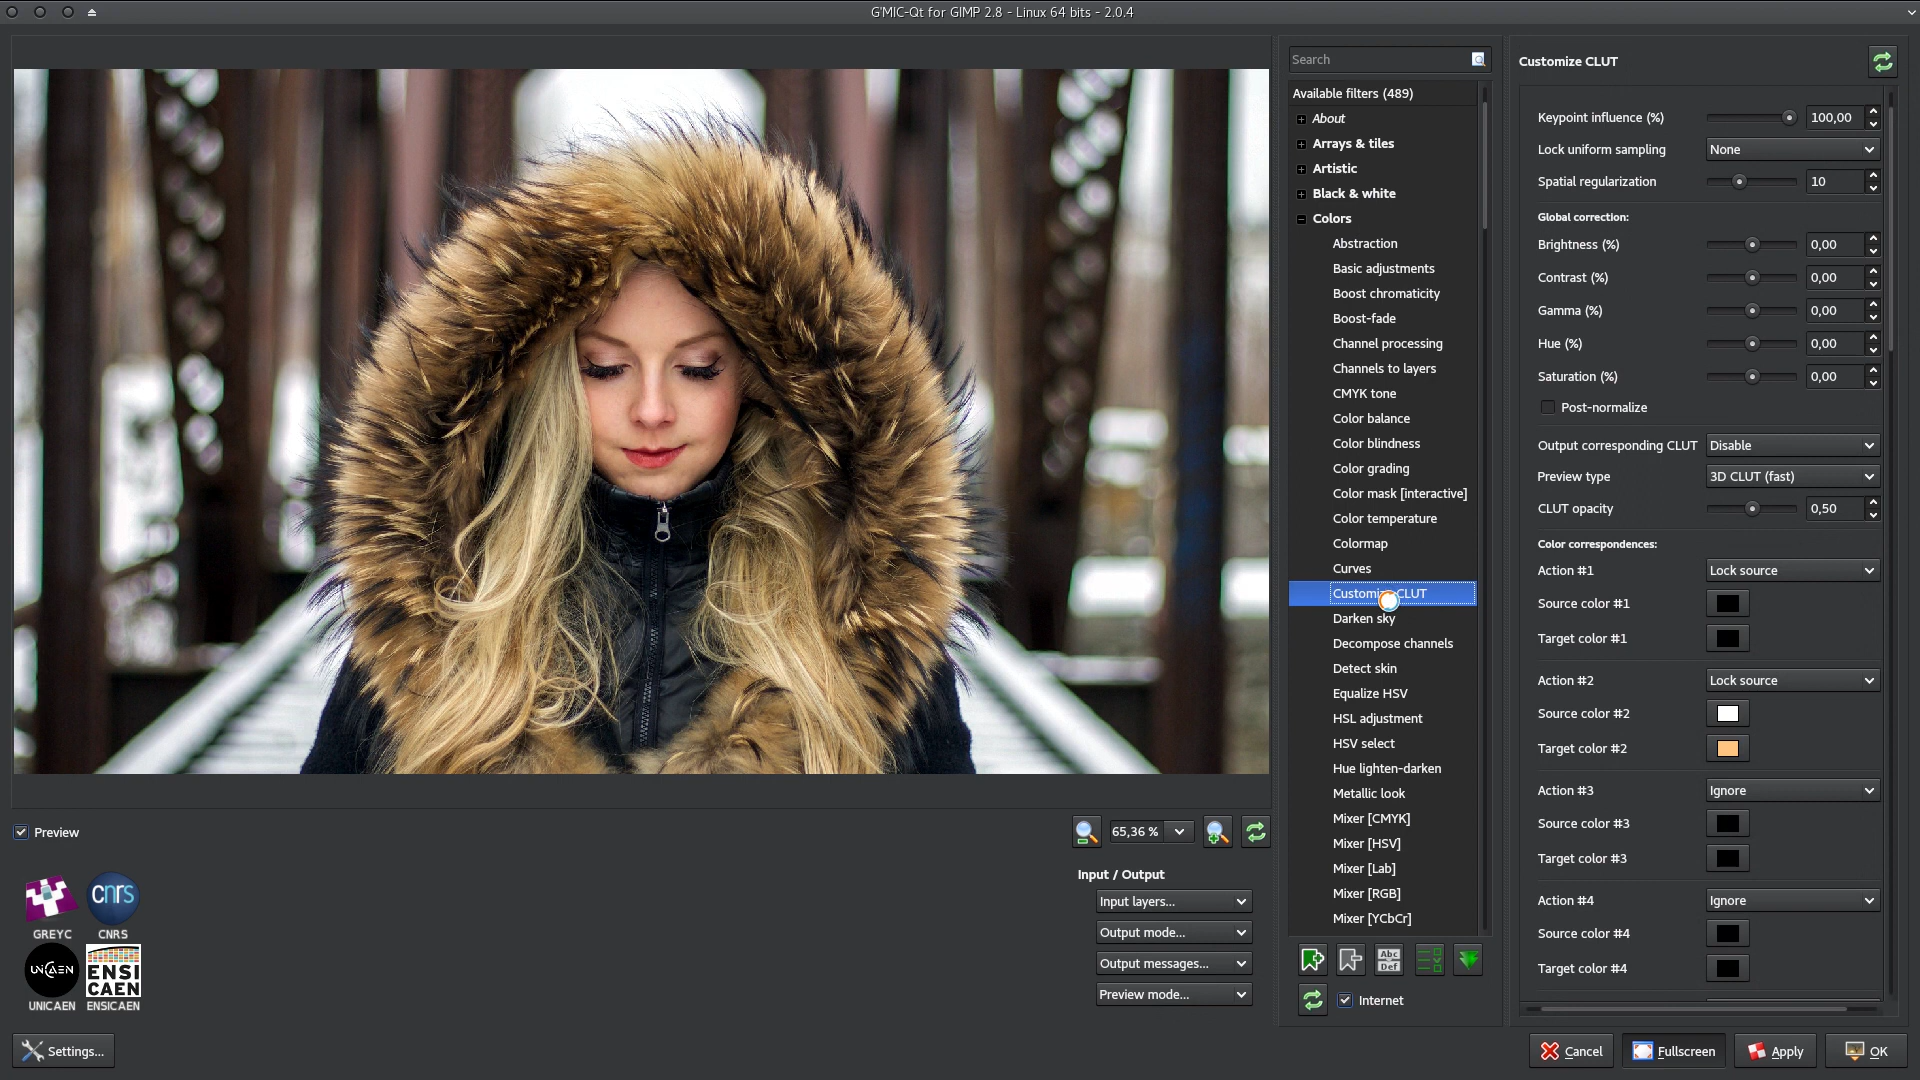 G'MIC-Qt for GIMP 2.8 - Linux 64 bits - 2.0.4
Search
Available filters (489)
About
Arrays & tiles
Artistic
Black & white
Colors
Abstraction
Basic adjustments
Boost chromaticity
Boost-fade
Channel processing
Channels to layers
CMYK tone
Color balance
Color blindness
Color grading
Color mask [interactive]
Color temperature
Colormap
Curves
Customize CLUT
Darken sky
Decompose channels
Detect skin
Equalize HSV
HSL adjustment
HSV select
Hue lighten-darken
Metallic look
Mixer [CMYK]
Mixer [HSV]
Mixer [Lab]
Mixer [RGB]
Mixer [YCbCr]
Abc
Def
Internet
Customize CLUT
Keypoint influence (%) 100,00
Lock uniform sampling None
Spatial regularization 10
Global correction:
Brightness (%) 0,00
Contrast (%) 0,00
Gamma (%) 0,00
Hue (%) 0,00
Saturation (%) 0,00
Post-normalize
Output corresponding CLUT Disable
Preview type 3D CLUT (fast)
CLUT opacity 0,50
Color correspondences:
Action #1 Lock source
Source color #1
Target color #1
Action #2 Lock source
Source color #2
Target color #2
Action #3 Ignore
Source color #3
Target color #3
Action #4 Ignore
Source color #4
Target color #4
Preview
65,36 %
Input / Output
Input layers...
Output mode...
Output messages...
Preview mode...
cnrs
GREYC CNRS
UNICAEN
ENSI
CAEN
UNICAEN ENSICAEN
Settings...
Cancel Fullscreen Apply OK